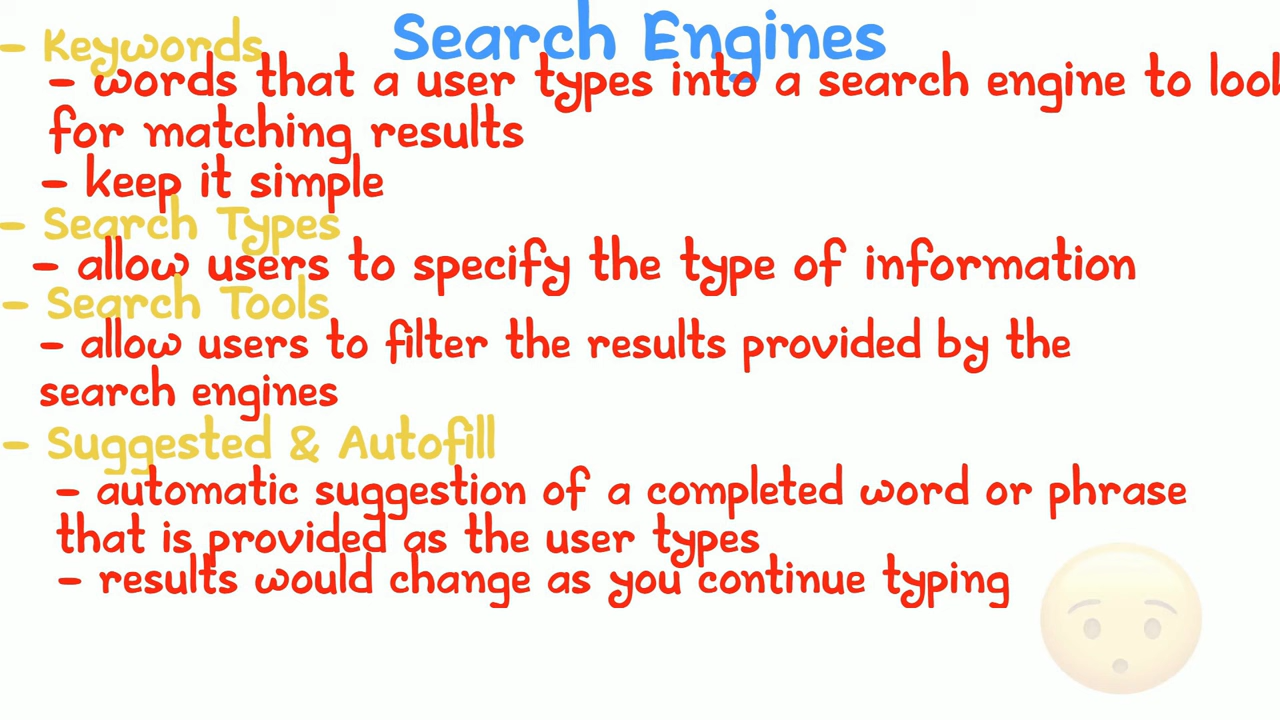 Search Engines
- Keywords
- words that a user types into a search engine to
for matching results
- keep it simple
- Search Types
- allow users to specify the type of information
- Search Tools
- allow users to filter the results provided by the
search engines
- Suggested & Autofill
- automatic suggestion of a completed word or phrase
that is provided as the user types
- results would change as you continue typing